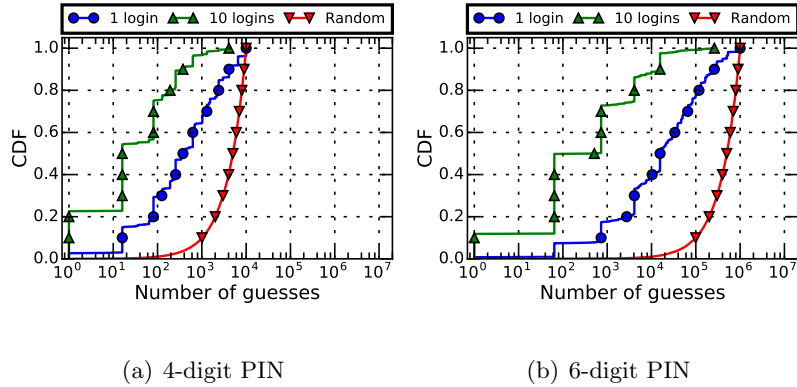 1 login 10 logins Random
1 login 10 logins Random
1.0
0.8
0.6
0.4
0.2
0.0
CDF
10^0 10^1 10^2 10^3 10^4 10^5 10^6 10^7
Number of guesses
1.0
0.8
0.6
0.4
0.2
0.0
CDF
10^0 10^1 10^2 10^3 10^4 10^5 10^6 10^7
Number of guesses
(a) 4-digit PIN
(b) 6-digit PIN